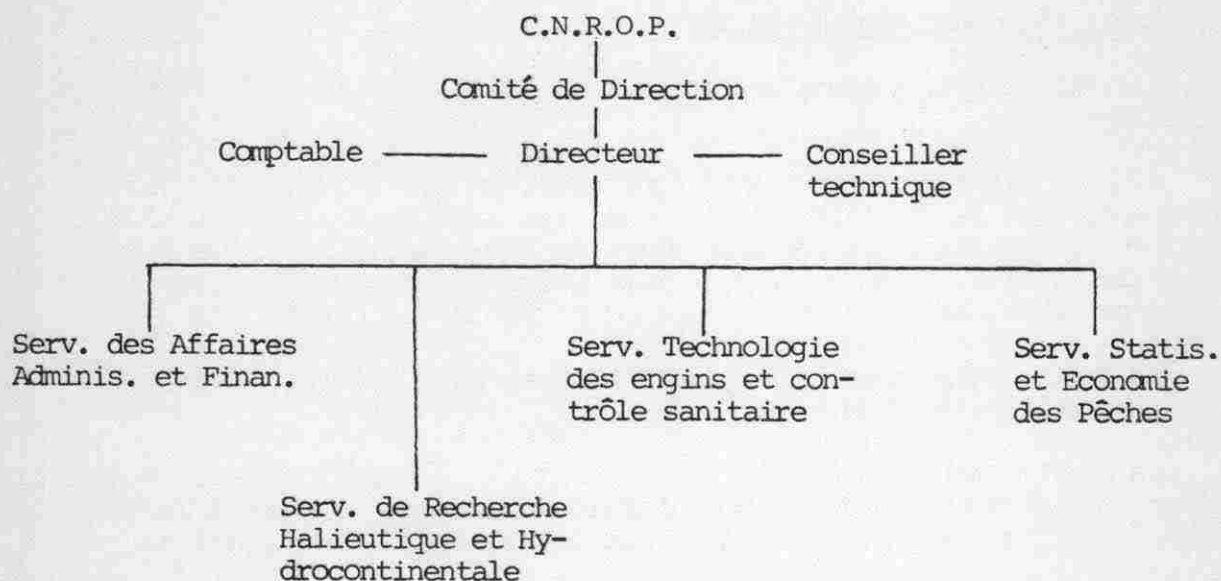 C.N.R.O.P.
Comité de Direction
Comptable
Directeur
Conseiller
technique
Serv. des Affaires
Adminis. et Finan.
Serv. Technologie
des engins et con-
trôle sanitaire
Serv. Statis.
et Economie
des Pêches
Serv. de Recherche
Halieutique et Hy-
drocontinentale